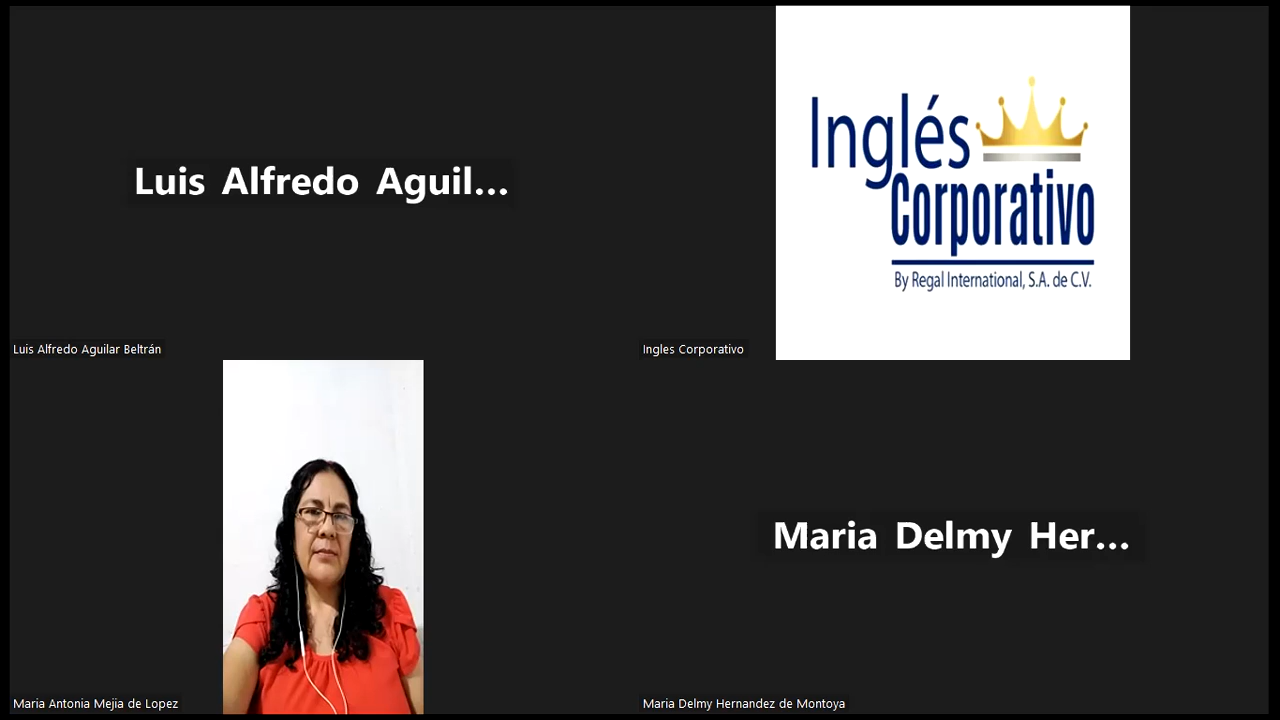 Luis Alfredo Aguil...
Inglés
Corporativo
By Regal International, S.A. de C.V.
Luis Alfredo Aguilar Beltrán
Ingles Corporativo
Maria Delmy Her...
Maria Antonia Mejia de Lopez
Maria Delmy Hernandez de Montoya